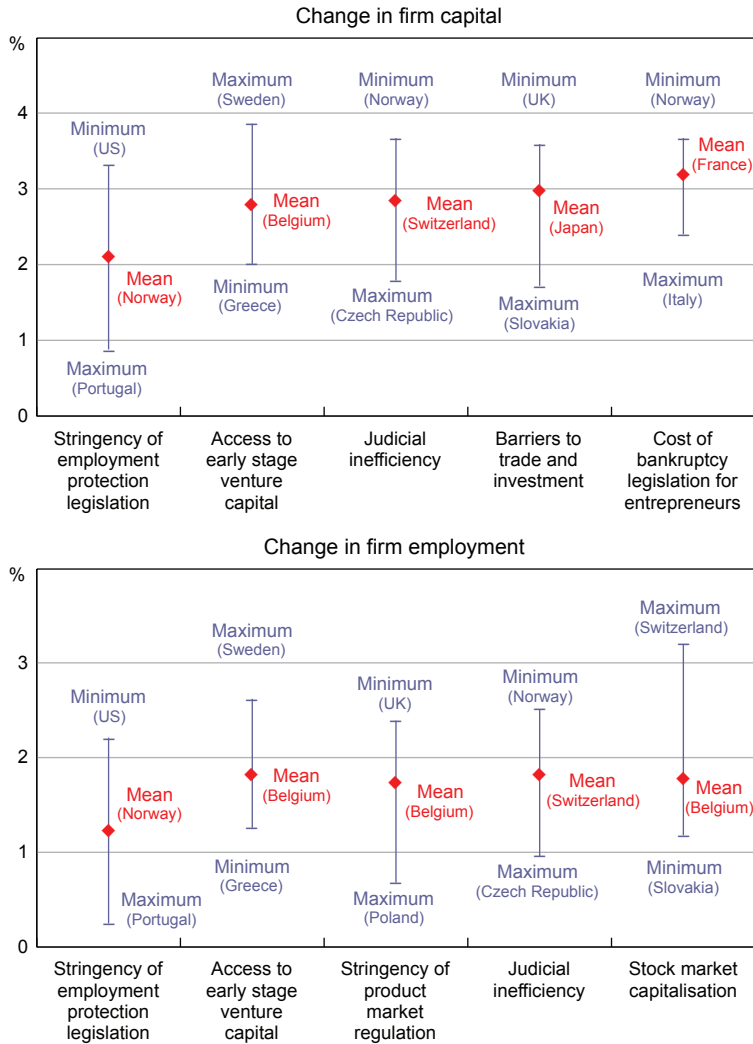 Change in firm capital
%
4
3
2
1
0
Minimum
(US)
Mean
(Norway)
Maximum
(Portugal)
Maximum
(Sweden)
Mean
(Belgium)
Minimum
(Greece)
Minimum
(Norway)
Mean
(Switzerland)
Maximum
(Czech Republic)
Minimum
(UK)
Mean
(Japan)
Maximum
(Slovakia)
Minimum
(Norway)
Mean
(France)
Maximum
(Italy)
Stringency of
employment
protection
legislation
Access to
early stage
venture
capital
Judicial
inefficiency
Barriers to
trade and
investment
Cost of
bankruptcy
legislation for
entrepreneurs
Change in firm employment
%
3
2
1
0
Minimum
(US)
Mean
(Norway)
Maximum
(Portugal)
Maximum
(Sweden)
Mean
(Belgium)
Minimum
(Greece)
Minimum
(UK)
Mean
(Belgium)
Maximum
(Poland)
Minimum
(Norway)
Mean
(Switzerland)
Maximum
(Czech Republic)
Maximum
(Switzerland)
Mean
(Belgium)
Minimum
(Slovakia)
Stringency of
employment
protection
legislation
Access to
early stage
venture
capital
Stringency of
product
market
regulation
Judicial
inefficiency
Stock market
capitalisation